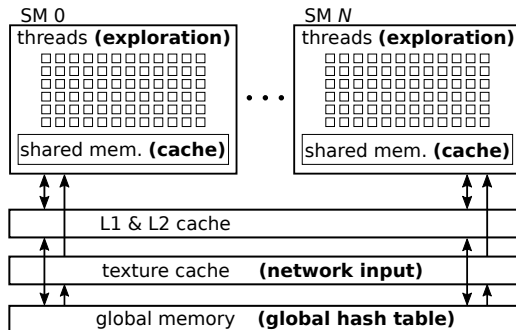 SM 0
SM N
threads (exploration)
threads (exploration)
shared mem. (cache)
shared mem. (cache)
L1 & L2 cache
texture cache (network input)
global memory (global hash table)